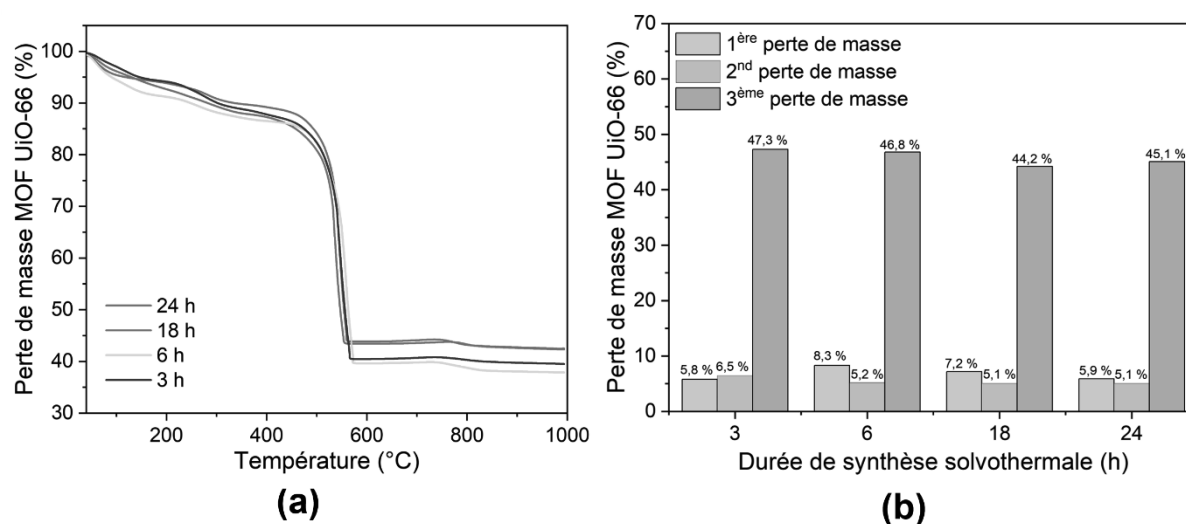 Perte de masse MOF UiO-66 (%)
100
90
80
70
60
50
40
30
24 h
18 h
6 h
3 h
200
400
600
800
1000
Température (°C)
(a)
Perte de masse MOF UiO-66 (%)
70
60
50
40
30
20
10
0
1ère perte de masse
2nd perte de masse
3ème perte de masse
5,8 %
6,5 %
47,3 %
8,3 %
5,2 %
46,8 %
7,2 %
5,1 %
44,2 %
5,9 %
5,1 %
45,1 %
3
6
18
24
Durée de synthèse solvothermale (h)
(b)